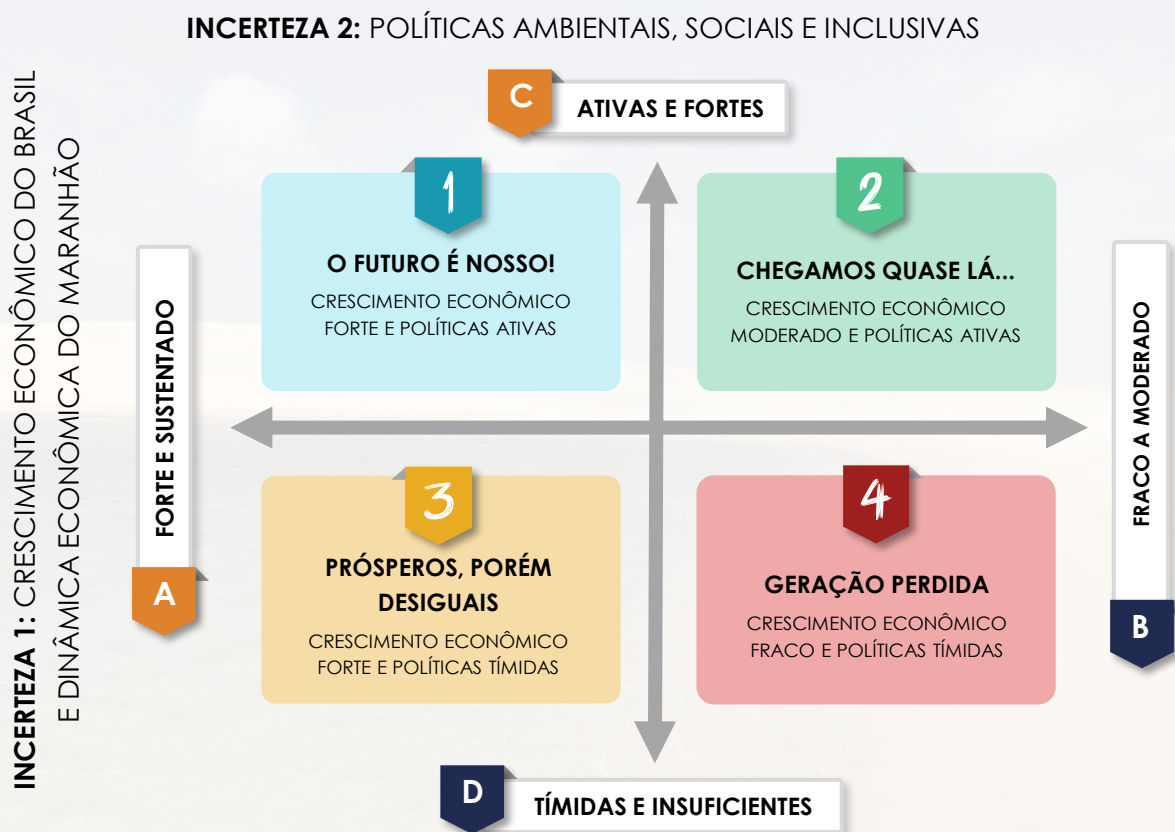 INCERTEZA 2: POLÍTICAS AMBIENTAIS, SOCIAIS E INCLUSIVAS
INCERTEZA 1: CRESCIMENTO ECONÔMICO DO BRASIL
E DINÂMICA ECONÔMICA DO MARANHÃO
C
ATIVAS E FORTES
1
O FUTURO É NOSSO!
CRESCIMENTO ECONÔMICO
FORTE E POLÍTICAS ATIVAS
2
CHEGAMOS QUASE LÁ...
CRESCIMENTO ECONÔMICO
MODERADO E POLÍTICAS ATIVAS
FORTE E SUSTENTADO
A
FRACO A MODERADO
B
3
PRÓSPEROS, PORÉM
DESIGUAIS
CRESCIMENTO ECONÔMICO
FORTE E POLÍTICAS TÍMIDAS
4
GERAÇÃO PERDIDA
CRESCIMENTO ECONÔMICO
FRACO E POLÍTICAS TÍMIDAS
D
TÍMIDAS E INSUFICIENTES